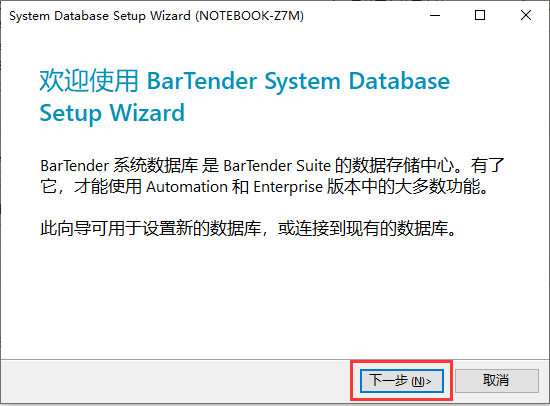 System Database Setup Wizard (NOTEBOOK-Z7M)
欢迎使用 BarTender System Database
Setup Wizard
BarTender 系统数据库 是 BarTender Suite 的数据存储中心。有了
它，才能使用 Automation 和 Enterprise 版本中的大多数功能。
此向导可用于设置新的数据库，或连接到现有的数据库。
下一步 (N)>
取消